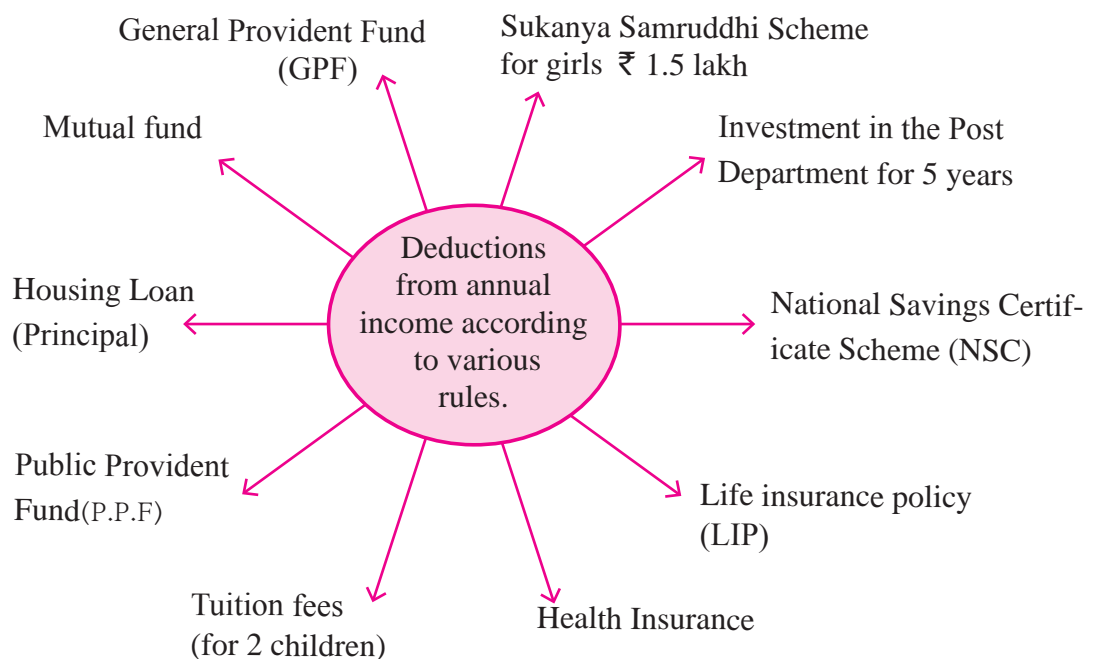 General Provident Fund
(GPF)
Sukanya Samruddhi Scheme
for girls ₹ 1.5 lakh
Mutual fund
Investment in the Post
Department for 5 years
Deductions
from annual
income according
to various
rules.
Housing Loan
(Principal)
National Savings Certif-
icate Scheme (NSC)
Public Provident
Fund(P.P.F)
Life insurance policy
(LIP)
Tuition fees
(for 2 children)
Health Insurance